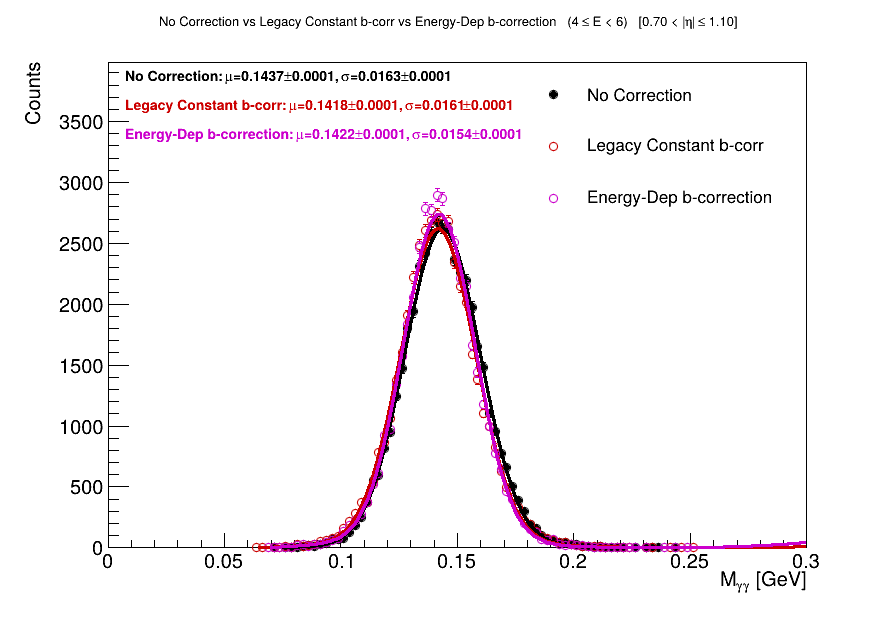 No Correction vs Legacy Constant b-corr vs Energy-Dep b-correction (4 ≤ E < 6) [0.70 < |η| ≤ 1.10]
Counts
No Correction: μ=0.1437±0.0001, σ=0.0163±0.0001
Legacy Constant b-corr: μ=0.1418±0.0001, σ=0.0161±0.0001
Energy-Dep b-correction: μ=0.1422±0.0001, σ=0.0154±0.0001
No Correction
Legacy Constant b-corr
Energy-Dep b-correction
3500
3000
2500
2000
1500
1000
500
0
0 0.05 0.1 0.15 0.2 0.25 0.3
Mγγ [GeV]